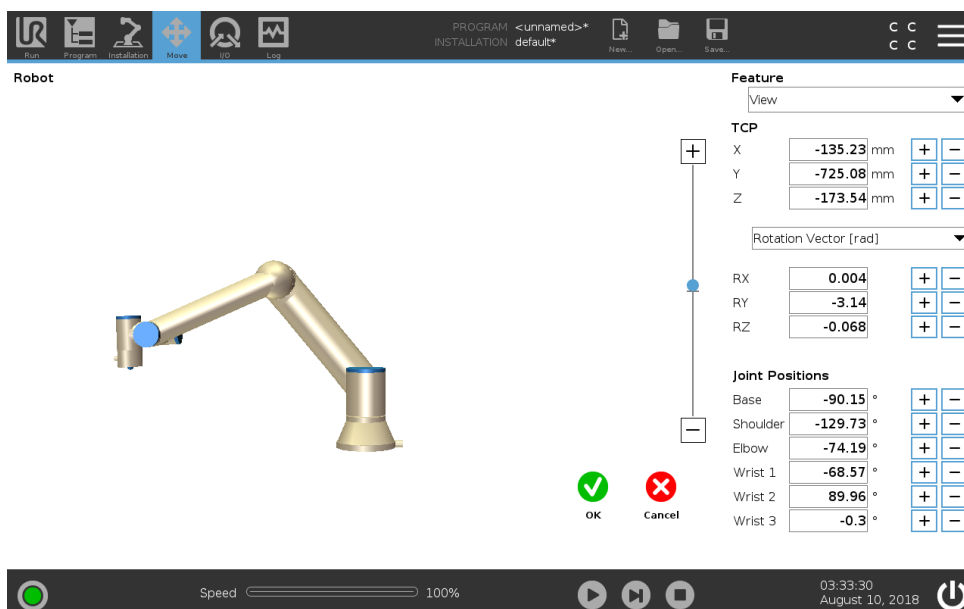 PROGRAM <unnamed>*
INSTALLATION default*
UR
Run
Program
Installation
Move
I/O
Log
New...
Open...
Save...
C C
C C
Robot
Feature
View
TCP
X -135.23 mm + −
Y -725.08 mm + −
Z -173.54 mm + −
Rotation Vector [rad]
RX 0.004 + −
RY -3.14 + −
RZ -0.068 + −
Joint Positions
Base -90.15 ° + −
Shoulder -129.73 ° + −
Elbow -74.19 ° + −
Wrist 1 -68.57 ° + −
Wrist 2 89.96 ° + −
Wrist 3 -0.3 ° + −
+
−
OK
Cancel
Speed 100%
03:33:30
August 10, 2018